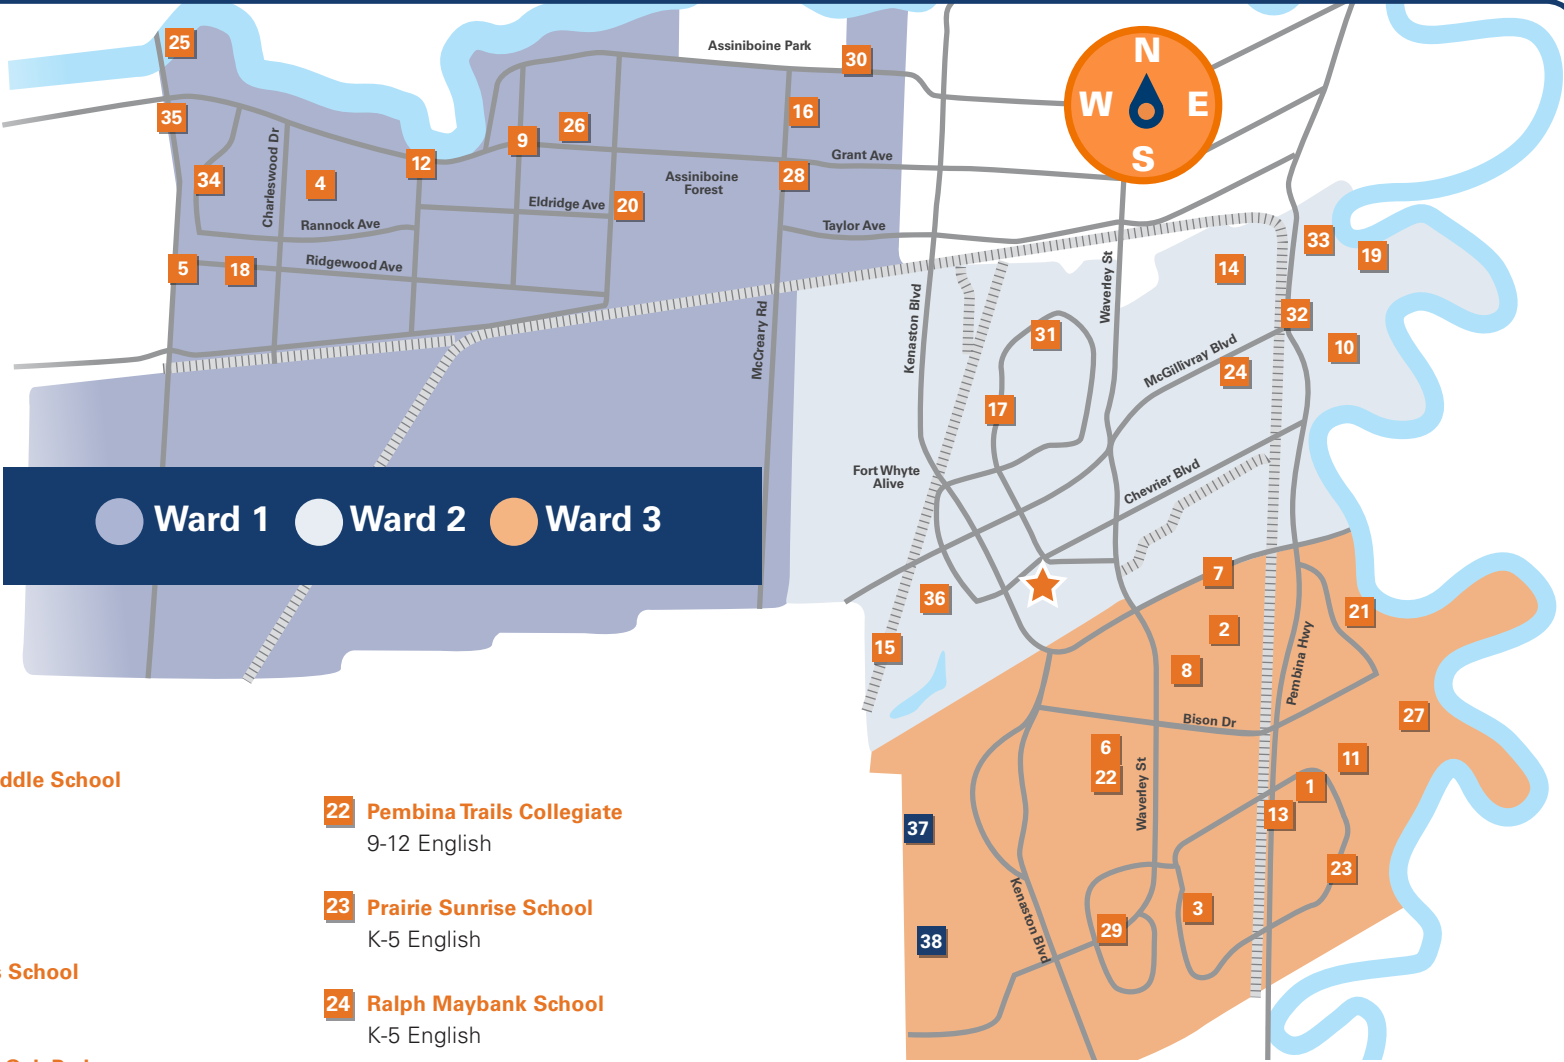 25
Assiniboine Park
30
N
W
E
S
35
16
26
9
12
Grant Ave
34
4
Charleswood Dr
Assiniboine
Forest
28
Eldridge Ave
20
Rannock Ave
Taylor Ave
33
19
5
18
Ridgewood Ave
14
Waverley St
Kenaston Blvd
McCreary Rd
31
32
10
McGillivray Blvd
24
17
Fort Whyte
Alive
Chevrier Blvd
Ward 1
Ward 2
Ward 3
7
36
21
2
15
8
Pembina Hwy
Bison Dr
27
6
22
11
Waverley St
1
13
37
23
Kenaston Blvd
3
29
38
ddle School
22 Pembina Trails Collegiate
9-12 English
23 Prairie Sunrise School
K-5 English
s School
24 Ralph Maybank School
K-5 English